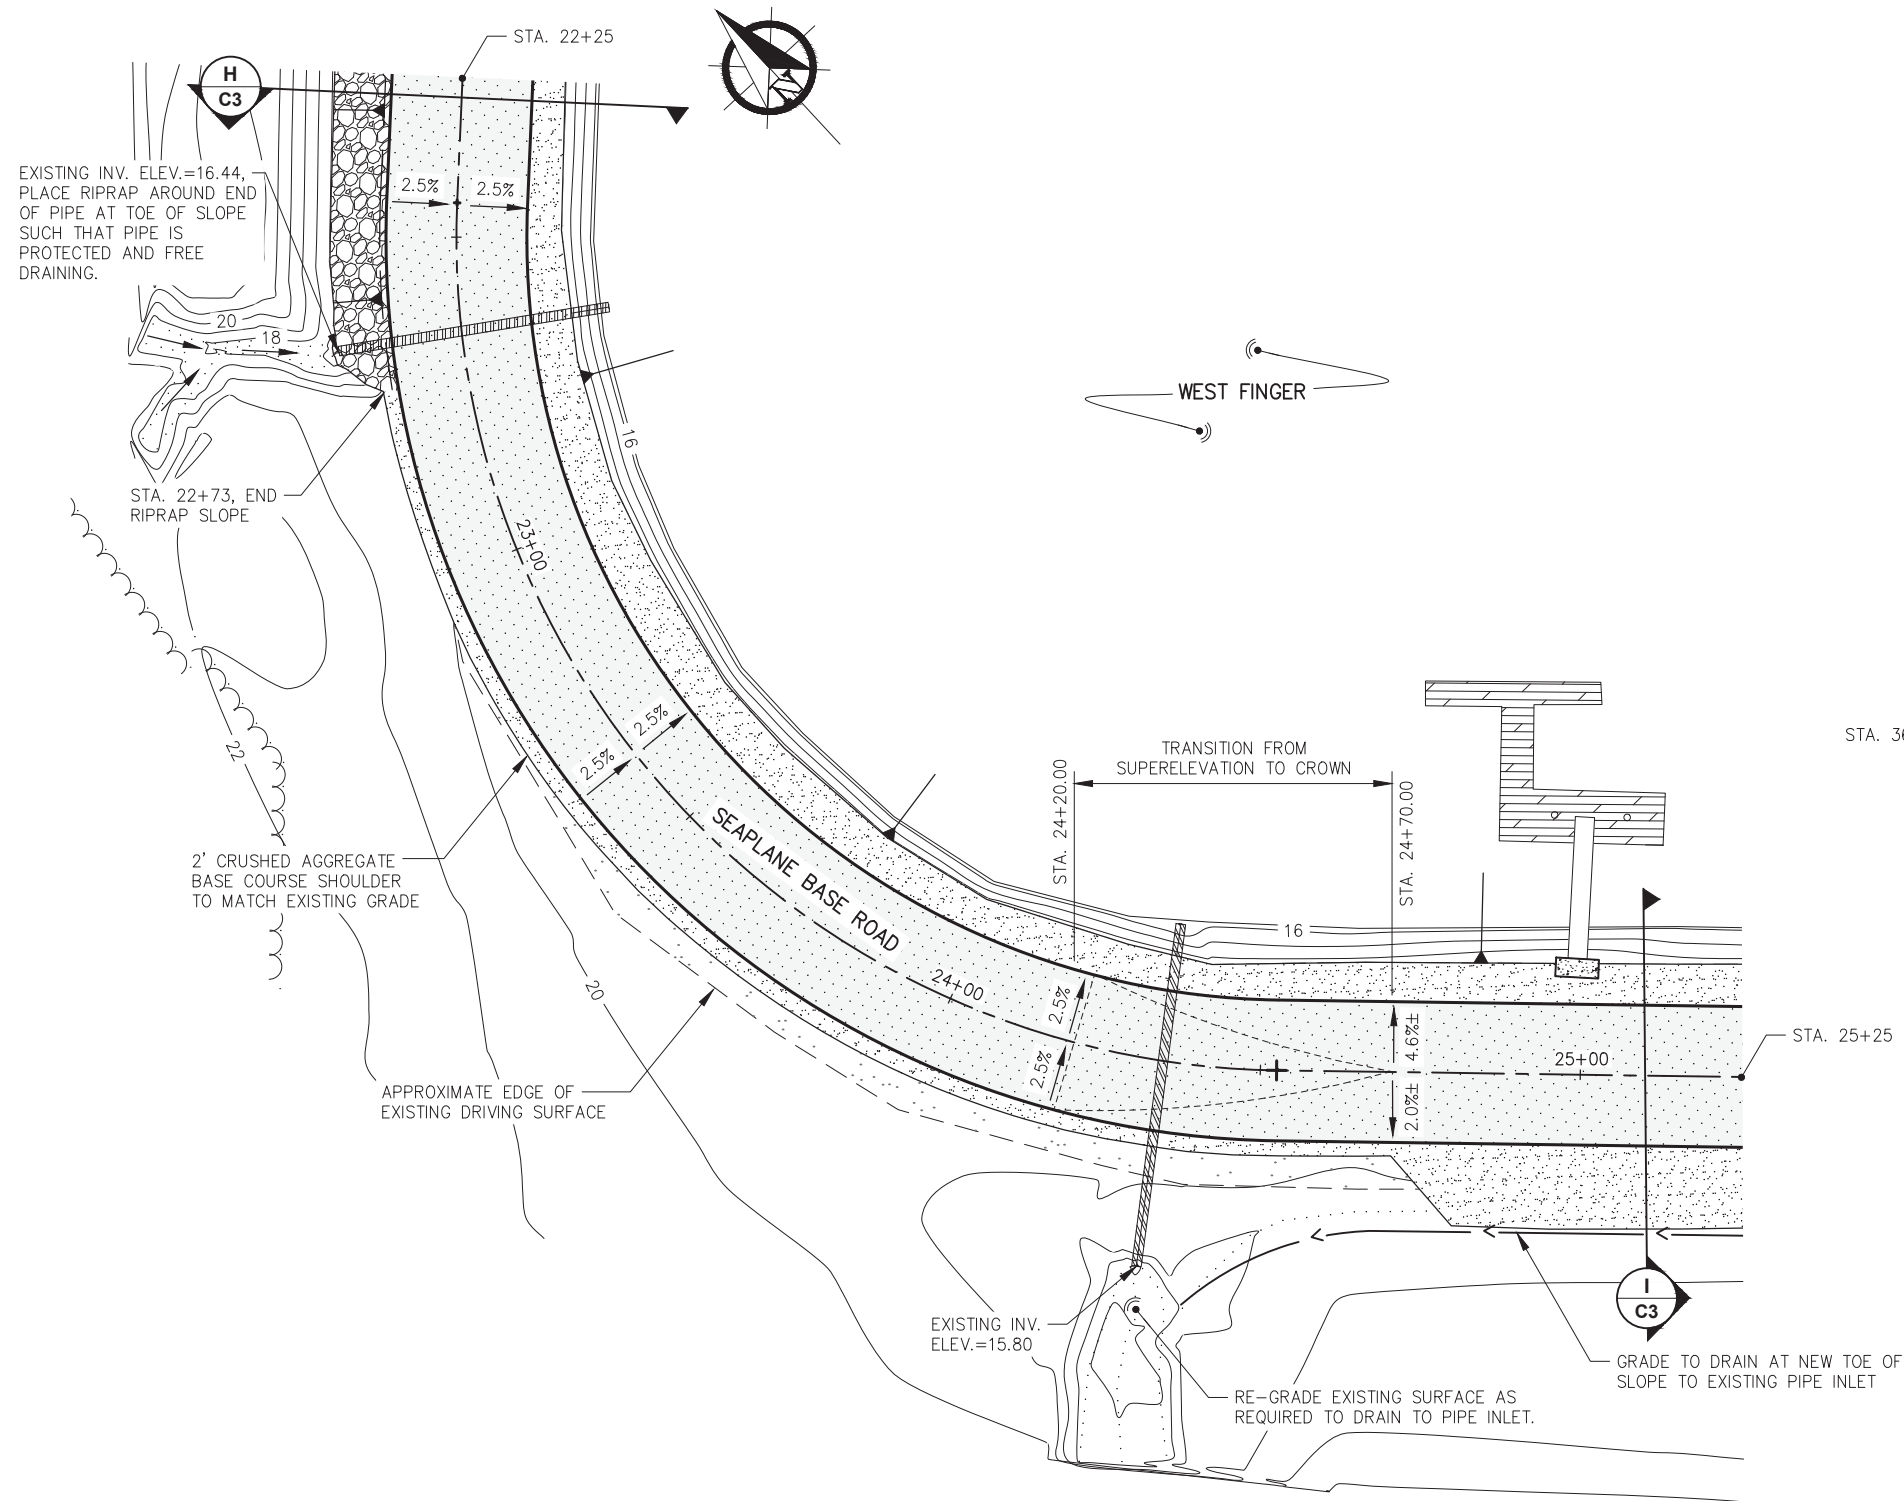 STA. 22+25
H
C3
N
EXISTING INV. ELEV.=16.44,
PLACE RIPRAP AROUND END
OF PIPE AT TOE OF SLOPE
SUCH THAT PIPE IS
PROTECTED AND FREE
DRAINING.
2.5%
2.5%
20
18
WEST FINGER
16
STA. 22+73, END
RIPRAP SLOPE
23+00
22
2.5%
2.5%
STA. 36
TRANSITION FROM
SUPERELEVATION TO CROWN
STA. 24+20.00
STA. 24+70.00
SEAPLANE BASE ROAD
2' CRUSHED AGGREGATE
BASE COURSE SHOULDER
TO MATCH EXISTING GRADE
16
24+00
20
2.5%
2.5%
4.6%±
2.0%±
25+00
STA. 25+25
APPROXIMATE EDGE OF
EXISTING DRIVING SURFACE
I
C3
EXISTING INV.
ELEV.=15.80
GRADE TO DRAIN AT NEW TOE OF
SLOPE TO EXISTING PIPE INLET
RE-GRADE EXISTING SURFACE AS
REQUIRED TO DRAIN TO PIPE INLET.